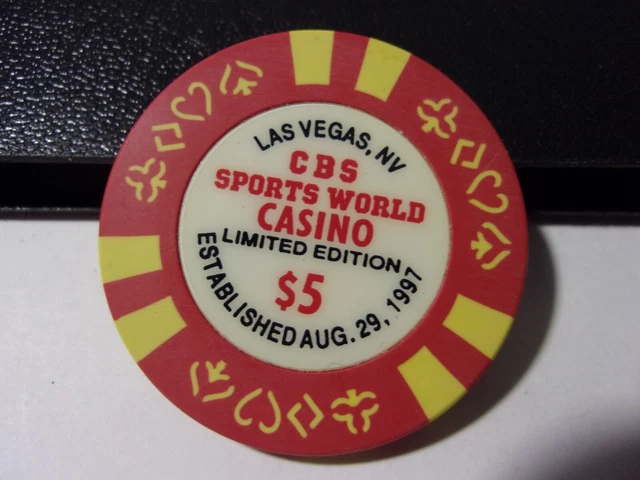 LAS VEGAS, NV
CBS
SPORTS WORLD
CASINO
LIMITED EDITION
$5
ESTABLISHED AUG. 29, 1997